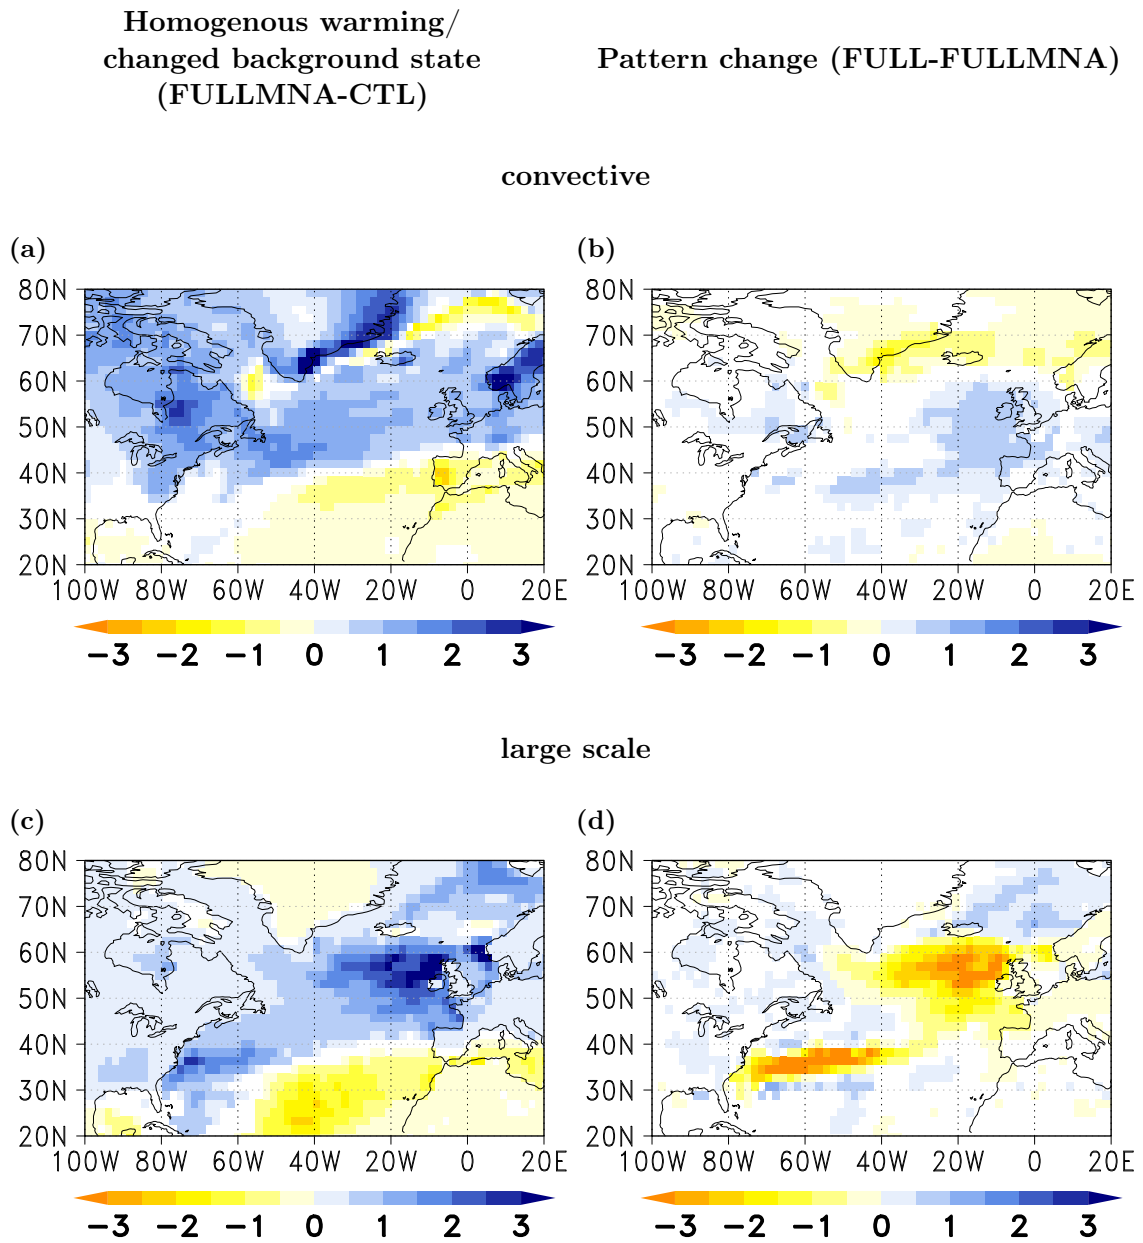 Homogenous warming/
changed background state
(FULLMNA-CTL)
Pattern change (FULL-FULLMNA)
convective
(a)
(b)
80N
70N
60N
50N
40N
30N
20N
100W 80W 60W 40W 20W 0 20E
−3 −2 −1 0 1 2 3
80N
70N
60N
50N
40N
30N
20N
100W 80W 60W 40W 20W 0 20E
−3 −2 −1 0 1 2 3
large scale
(c)
(d)
80N
70N
60N
50N
40N
30N
20N
100W 80W 60W 40W 20W 0 20E
−3 −2 −1 0 1 2 3
80N
70N
60N
50N
40N
30N
20N
100W 80W 60W 40W 20W 0 20E
−3 −2 −1 0 1 2 3